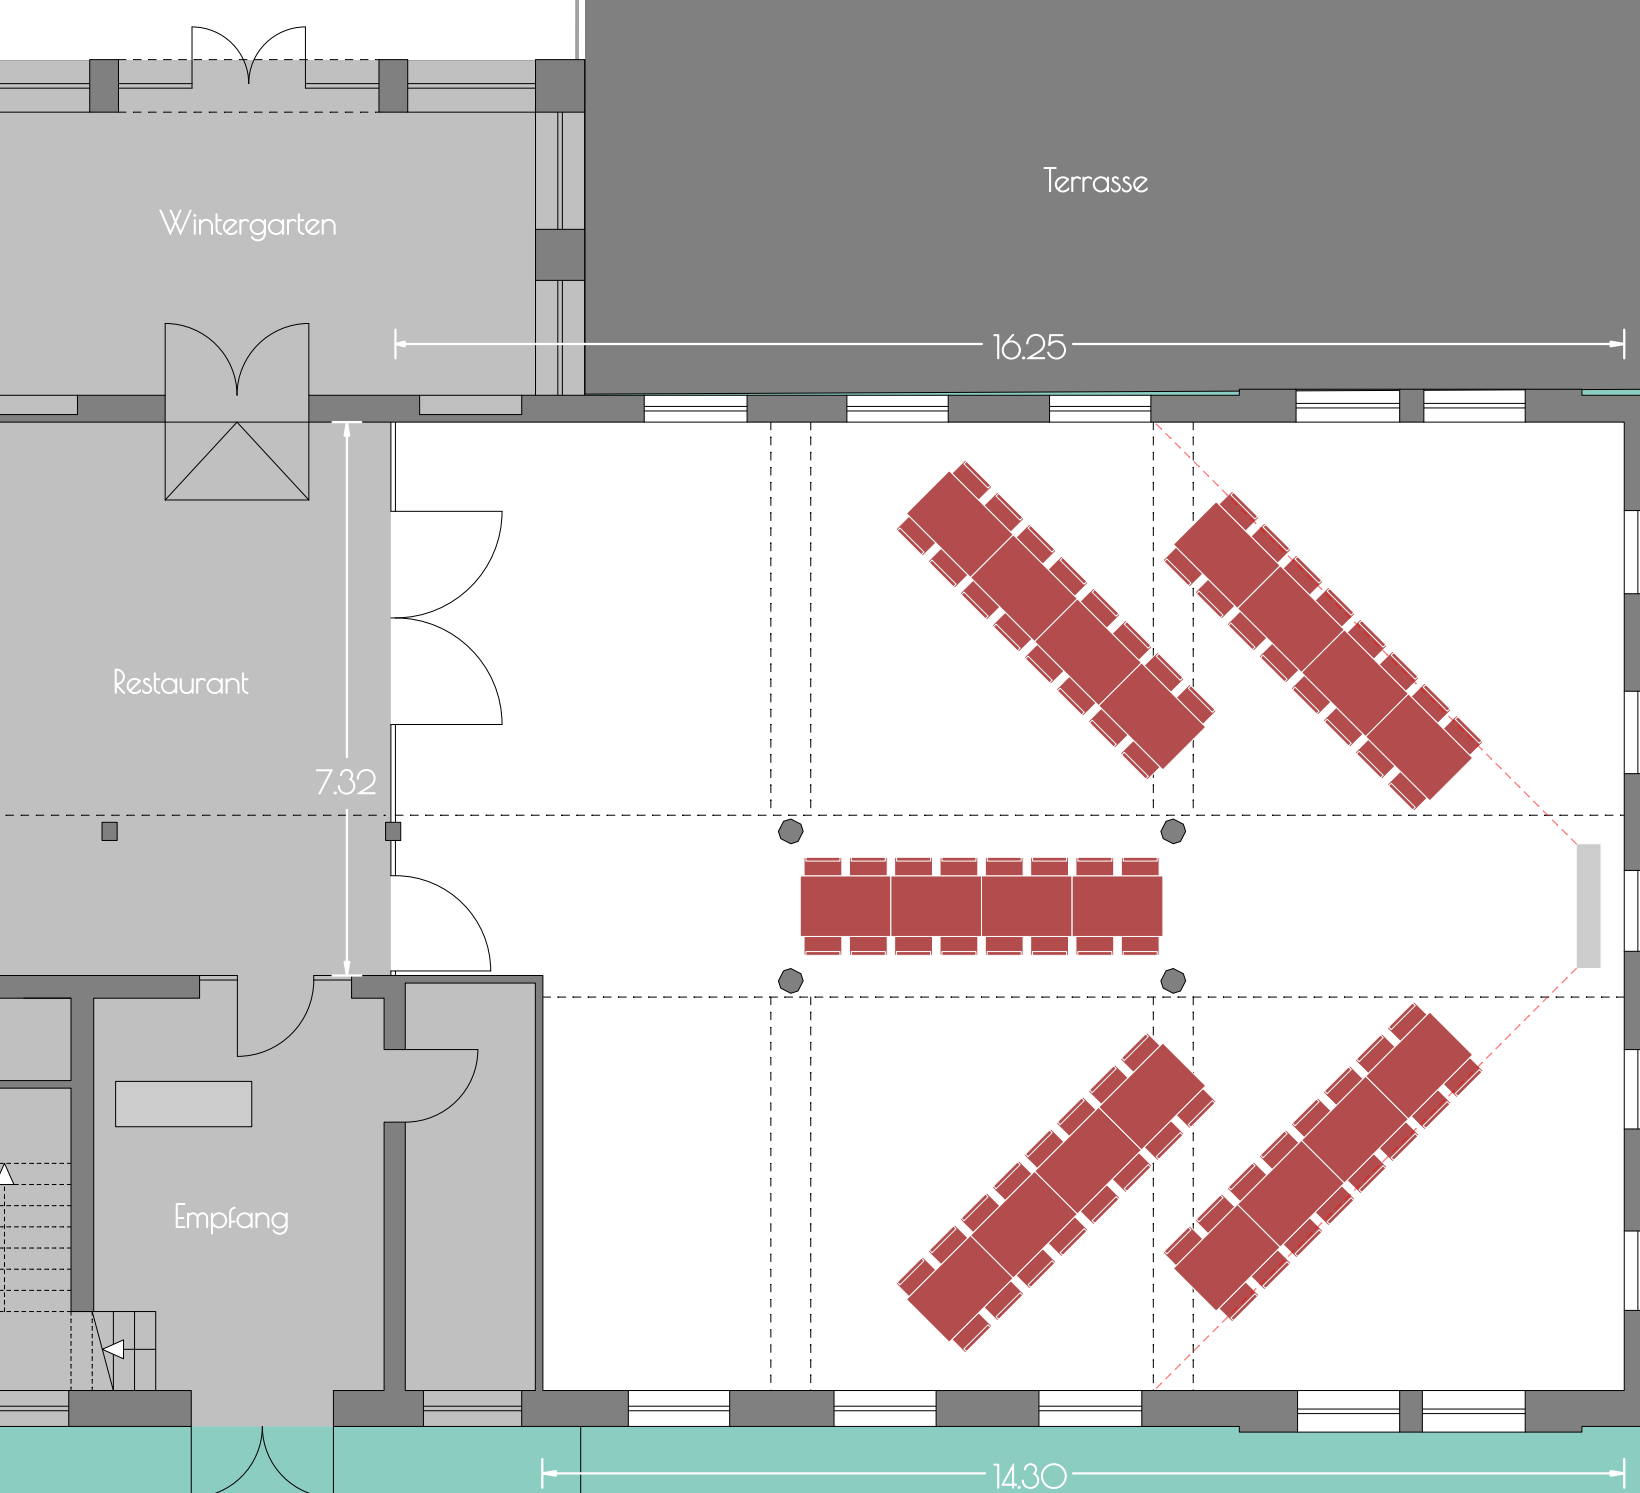 Terrasse
Wintergarten
16.25
Restaurant
7.32
Empfang
14.30